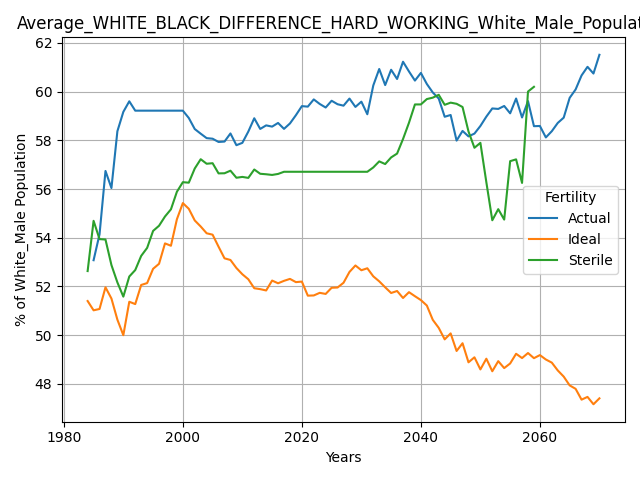 Average_WHITE_BLACK_DIFFERENCE_HARD_WORKING_White_Male_Populat
62
60
58
56
54
52
50
48
% of White_Male Population
Fertility
Actual
Ideal
Sterile
1980
2000
2020
2040
2060
Years